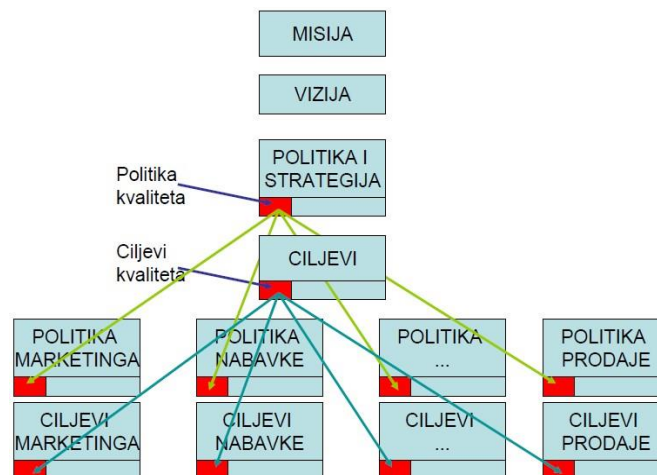 MISIJA
VIZIJA
POLITIKA I
STRATEGIJA
Politika
kvaliteta
CILJEVI
Ciljevi
kvaliteta
POLITIKA
MARKETINGA
POLITIKA
NABAVKE
POLITIKA
...
POLITIKA
PRODAJE
CILJEVI
MARKETINGA
CILJEVI
NABAVKE
CILJEVI
...
CILJEVI
PRODAJE